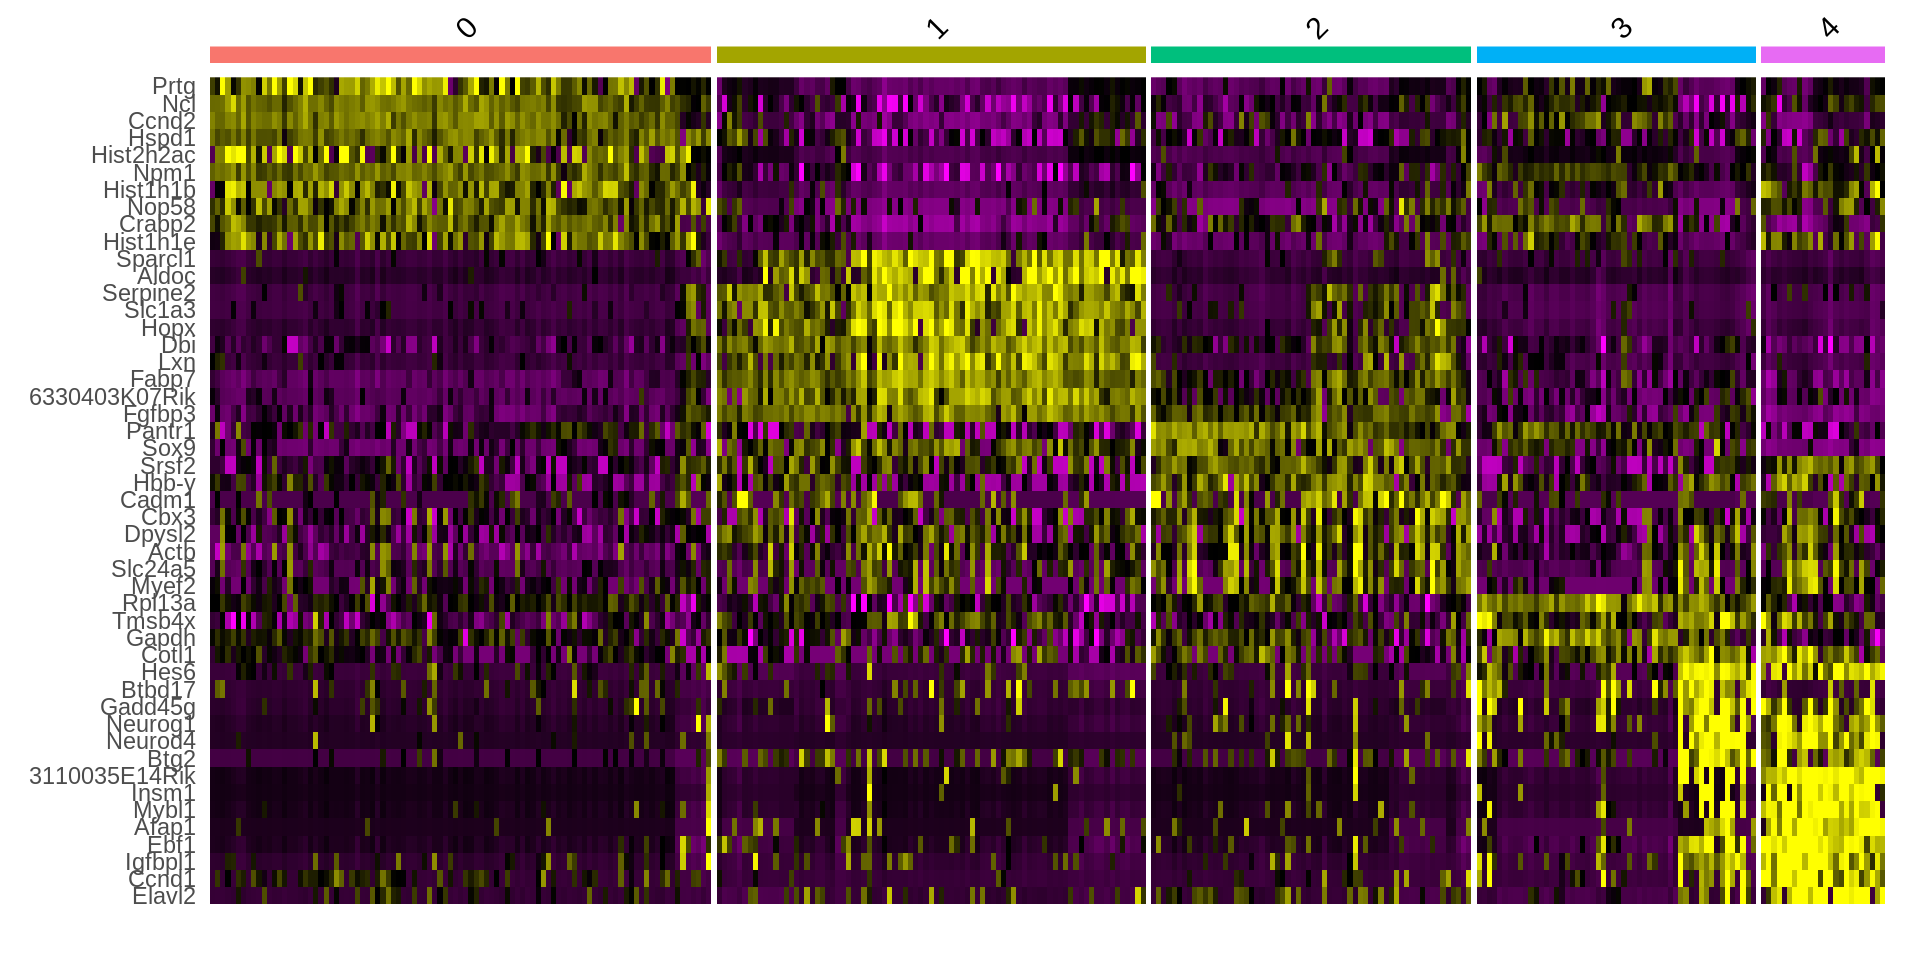 0 1 2 3 4
Prtg
Ncl
Ccnd2
Hspd1
Hist2h2ac
Npm1
Hist1h1b
Nop58
Crabp2
Hist1h1e
Sparcl1
Aldoc
Serpine2
Slc1a3
Hopx
Dbi
Lxn
Fabp7
6330403K07Rik
Fgfbp3
Pantr1
Sox9
Srsf2
Hbb-y
Cadm1
Cbx3
Dpysl2
Actb
Slc24a5
Myef2
Rpl13a
Tmsb4x
Gapdh
Cotl1
Hes6
Btbd17
Gadd45g
Neurog1
Neurod4
Btg2
3110035E14Rik
Insm1
Mybl1
Afap1
Ebf1
Igfbpl1
Ccnd1
Elavl2